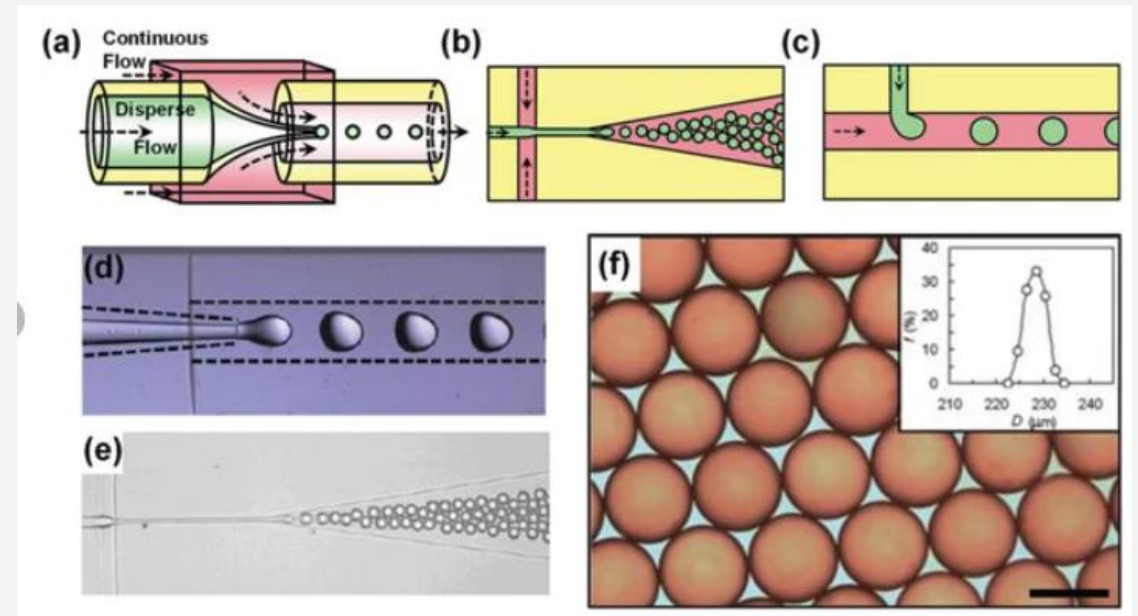 (a)
Continuous
Flow
Disperse
Flow
(b)
(c)
(d)
(e)
(f)
40
30
20
10
0
f (%)
210 220 230 240
D (µm)